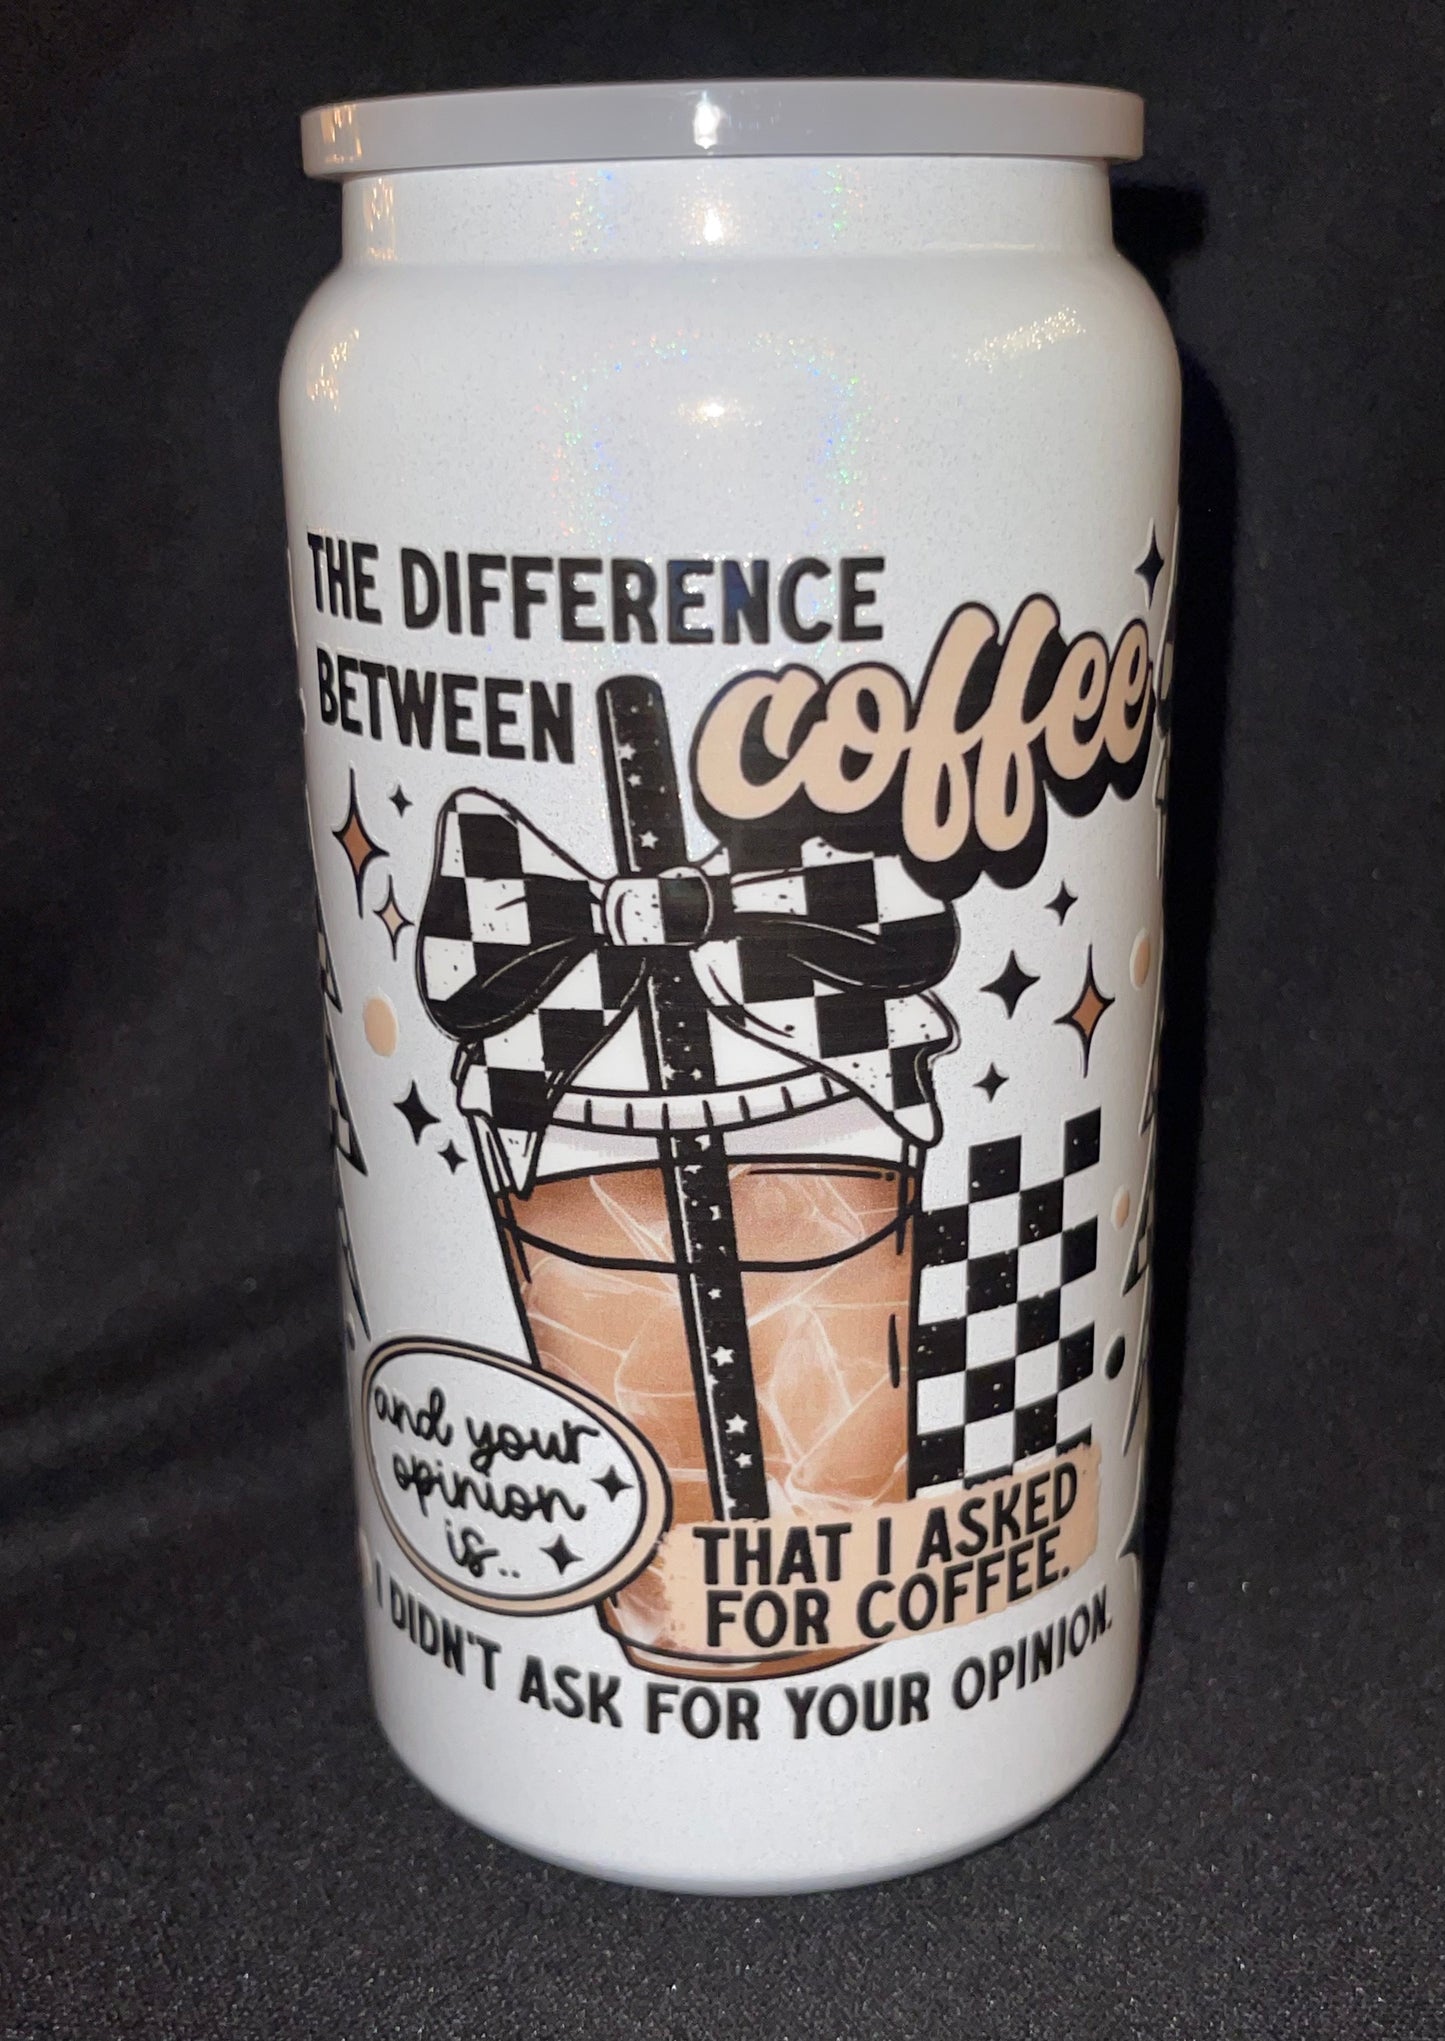 THE DIFFERENCE
BETWEEN coffee
and your
opinion
is..
THAT I ASKED
FOR COFFEE.
I DIDN'T ASK FOR YOUR OPINION.